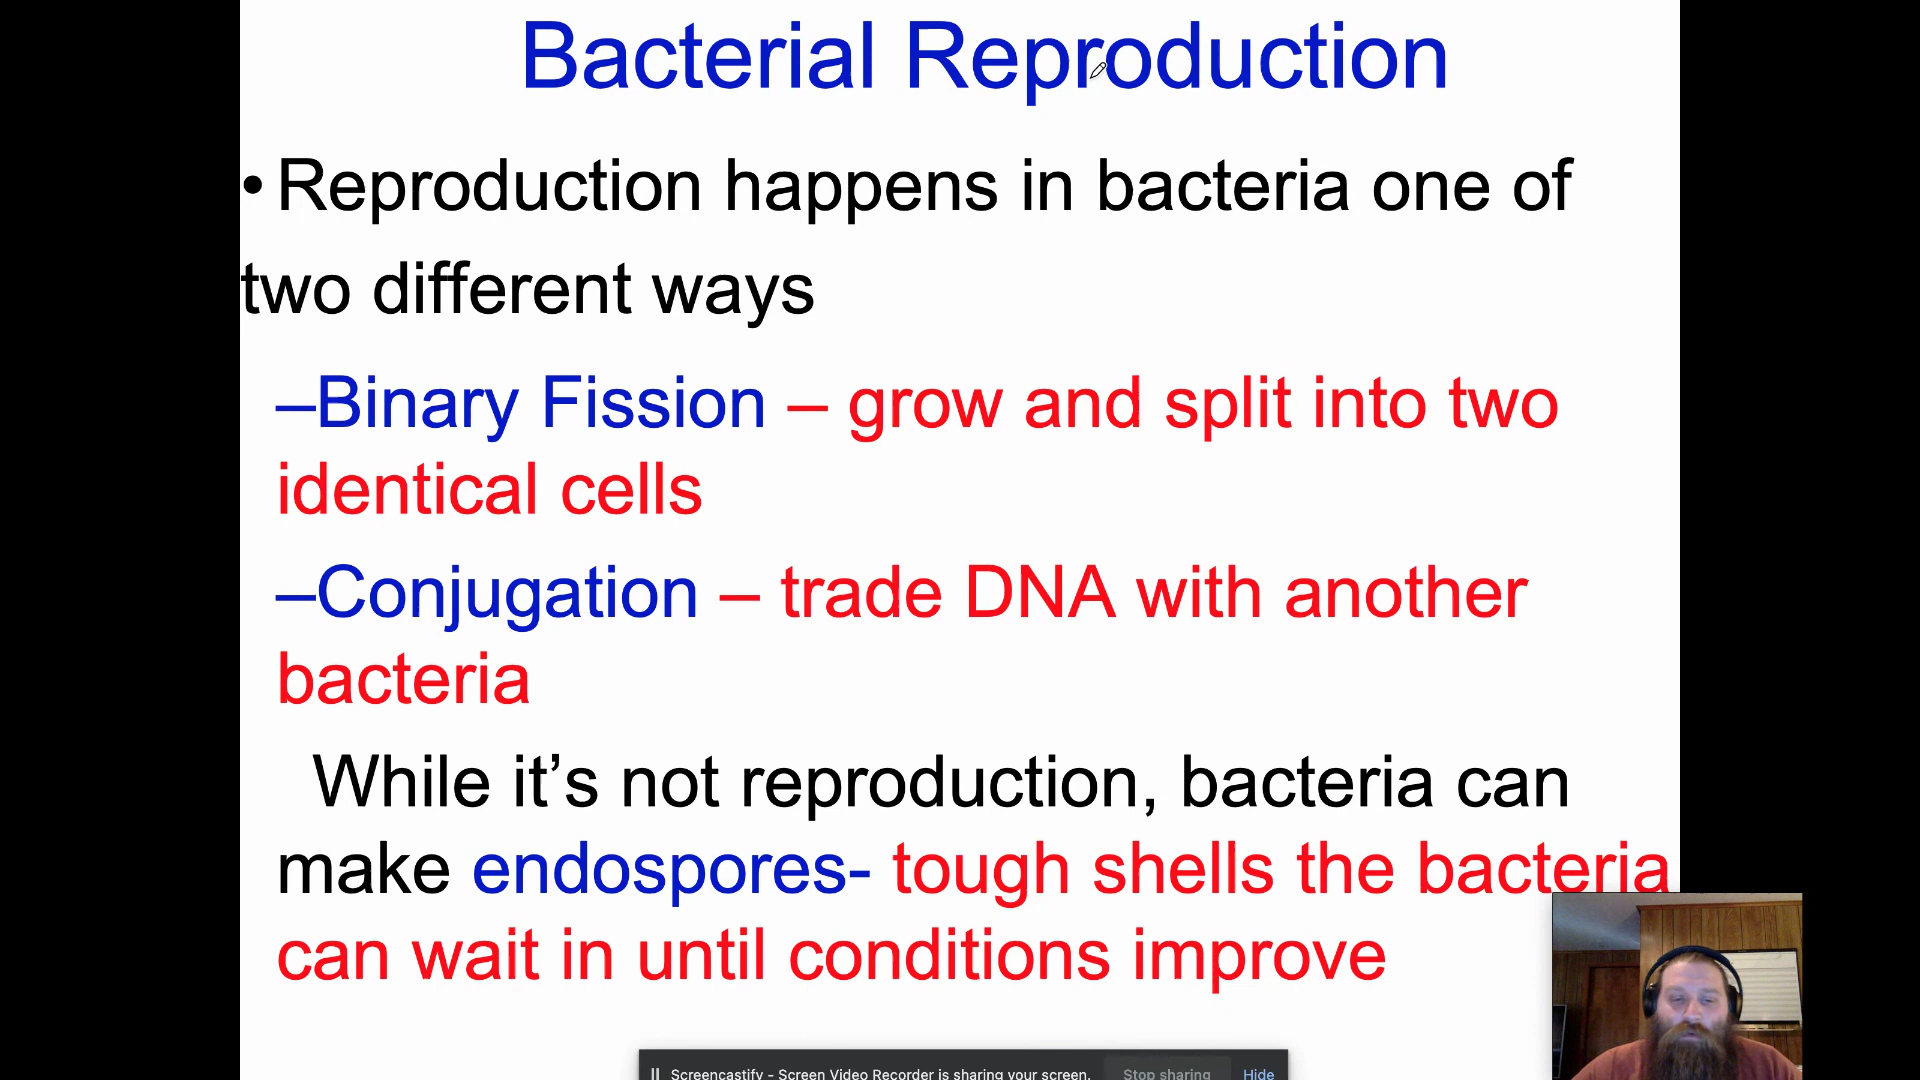 Bacterial Reproduction
• Reproduction happens in bacteria one of
two different ways
–Binary Fission – grow and split into two
identical cells
–Conjugation – trade DNA with another
bacteria
While it’s not reproduction, bacteria can
make endospores- tough shells the bacteria
can wait in until conditions improve
Screencastify - Screen Video Recorder is sharing your screen. Stop sharing Hide